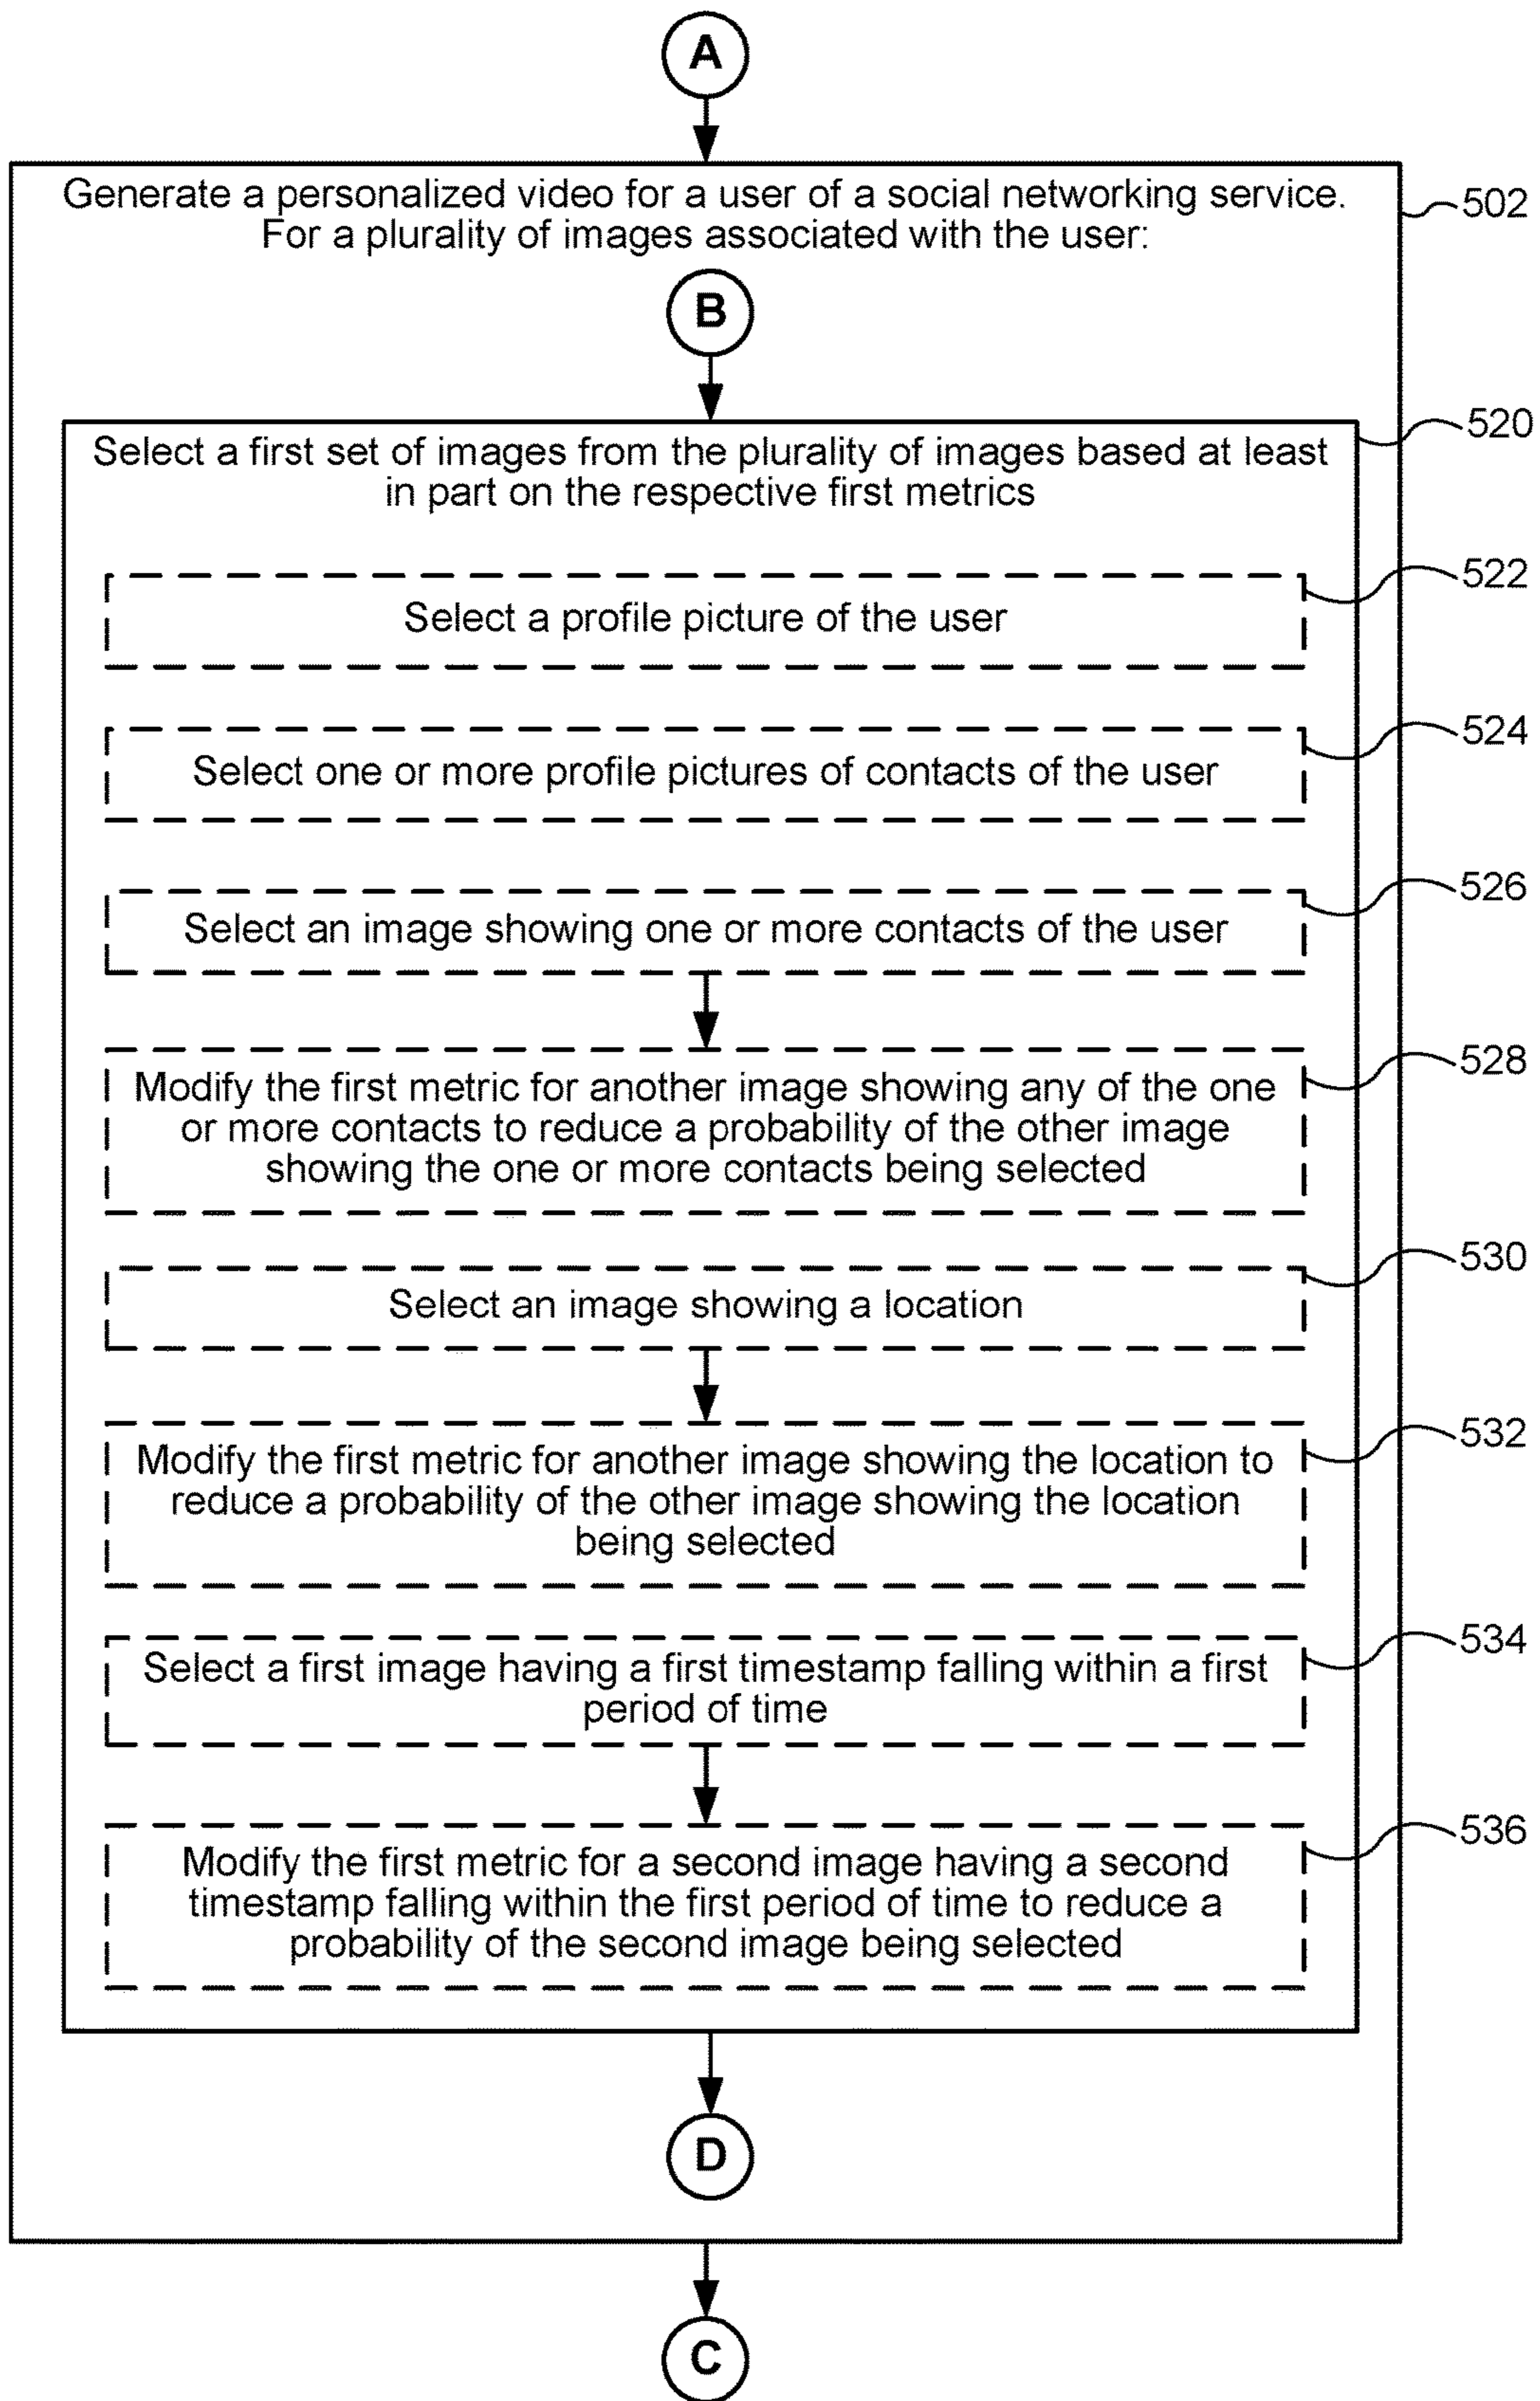 A
Generate a personalized video for a user of a social networking service.
For a plurality of images associated with the user:
502
B
Select a first set of images from the plurality of images based at least
in part on the respective first metrics
520
Select a profile picture of the user
522
Select one or more profile pictures of contacts of the user
524
Select an image showing one or more contacts of the user
526
Modify the first metric for another image showing any of the one
or more contacts to reduce a probability of the other image
showing the one or more contacts being selected
528
Select an image showing a location
530
Modify the first metric for another image showing the location to
reduce a probability of the other image showing the location
being selected
532
Select a first image having a first timestamp falling within a first
period of time
534
Modify the first metric for a second image having a second
timestamp falling within the first period of time to reduce a
probability of the second image being selected
536
D
C